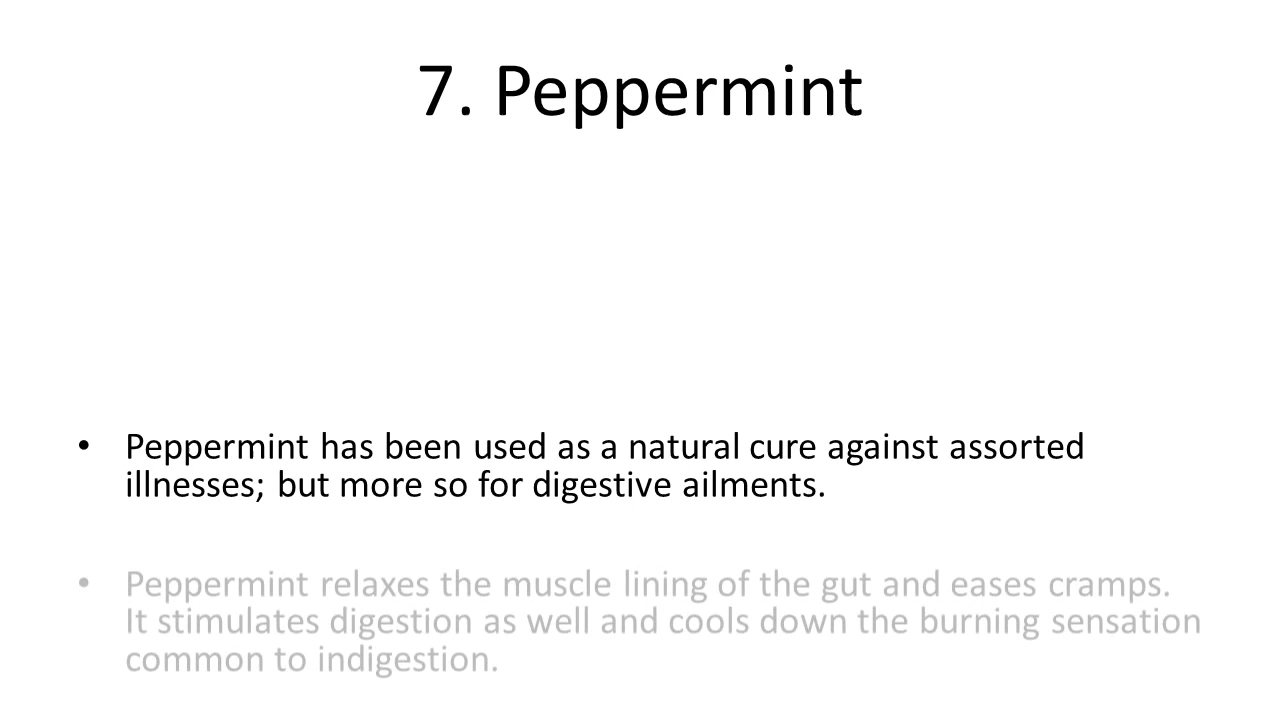 7. Peppermint
• Peppermint has been used as a natural cure against assorted
illnesses; but more so for digestive ailments.
• Peppermint relaxes the muscle lining of the gut and eases cramps.
It stimulates digestion as well and cools down the burning sensation
common to indigestion.